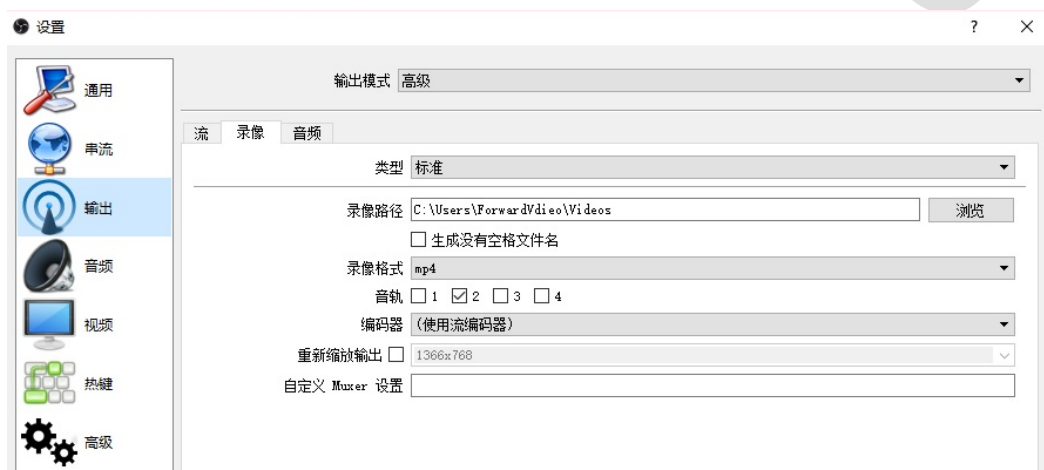 设置 ?
通用
串流
输出
音频
视频
热键
高级
输出模式 高级
流 录像 音频
类型 标准
录像路径 C:\Users\ForwardVdieo\Videos 浏览
生成没有空格文件名
录像格式 mp4
音轨 1 2 3 4
编码器 (使用流编码器)
重新缩放输出 1366x768
自定义 Muxer 设置